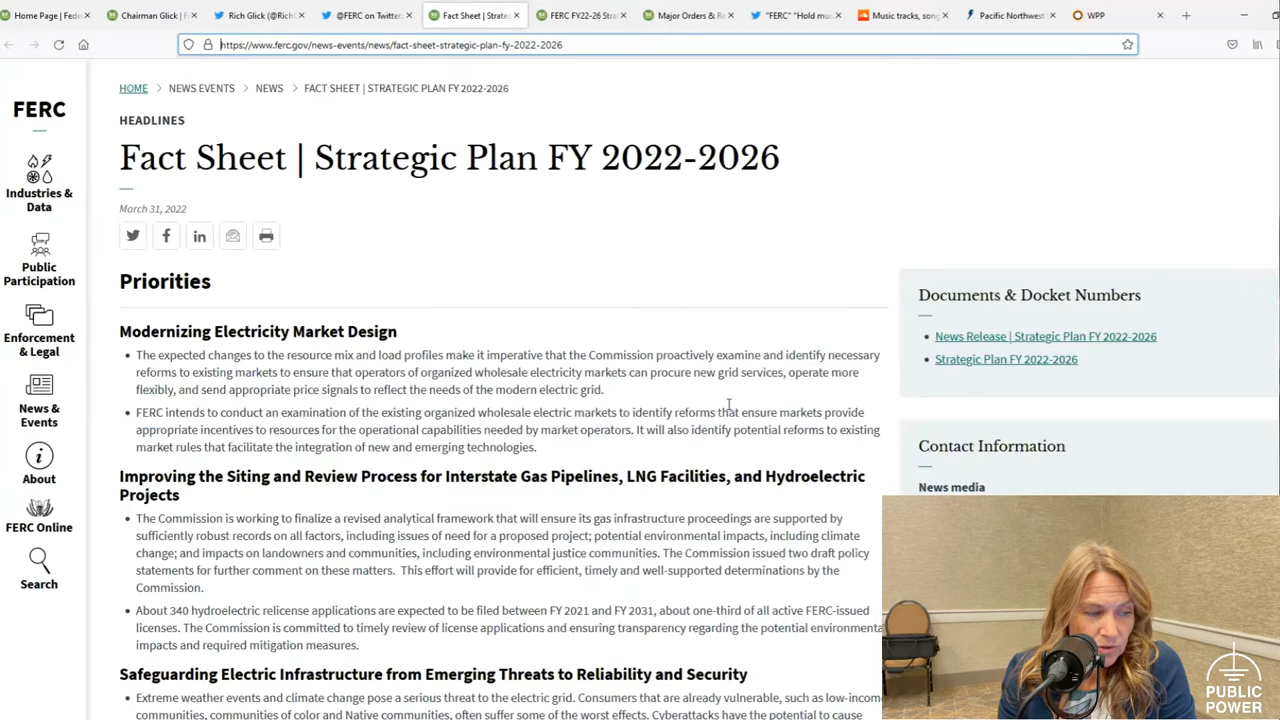 Home Page | Federa
Chairman Glick | F
Rich Glick (@RichG
@FERC on Twitter:
Fact Sheet | Strateg
FERC FY22-26 Stra
Major Orders & Re
"FERC" "Hold mus
Music tracks, song
Pacific Northwest
WPP
https://www.ferc.gov/news-events/news/fact-sheet-strategic-plan-fy-2022-2026
HOME > NEWS EVENTS > NEWS > FACT SHEET | STRATEGIC PLAN FY 2022-2026
FERC
Industries &
Data
Public
Participation
Enforcement
& Legal
News &
Events
About
FERC Online
Search
HEADLINES
Fact Sheet | Strategic Plan FY 2022-2026
March 31, 2022
Priorities
Modernizing Electricity Market Design
• The expected changes to the resource mix and load profiles make it imperative that the Commission proactively examine and identify necessary
reforms to existing markets to ensure that operators of organized wholesale electricity markets can procure new grid services, operate more
flexibly, and send appropriate price signals to reflect the needs of the modern electric grid.
• FERC intends to conduct an examination of the existing organized wholesale electric markets to identify reforms that ensure markets provide
appropriate incentives to resources for the operational capabilities needed by market operators. It will also identify potential reforms to existing
market rules that facilitate the integration of new and emerging technologies.
Improving the Siting and Review Process for Interstate Gas Pipelines, LNG Facilities, and Hydroelectric
Projects
• The Commission is working to finalize a revised analytical framework that will ensure its gas infrastructure proceedings are supported by
sufficiently robust records on all factors, including issues of need for a proposed project; potential environmental impacts, including climate
change; and impacts on landowners and communities, including environmental justice communities. The Commission issued two draft policy
statements for further comment on these matters. This effort will provide for efficient, timely and well-supported determinations by the
Commission.
• About 340 hydroelectric relicense applications are expected to be filed between FY 2021 and FY 2031, about one-third of all active FERC-issued
licenses. The Commission is committed to timely review of license applications and ensuring transparency regarding the potential environmenta
impacts and required mitigation measures.
Safeguarding Electric Infrastructure from Emerging Threats to Reliability and Security
• Extreme weather events and climate change pose a serious threat to the electric grid. Consumers that are already vulnerable, such as low-incom
communities, communities of color and Native communities, often suffer some of the worst effects. Cyberattacks have the potential to cause
Documents & Docket Numbers
• News Release | Strategic Plan FY 2022-2026
• Strategic Plan FY 2022-2026
Contact Information
News media
PUBLIC
POWER